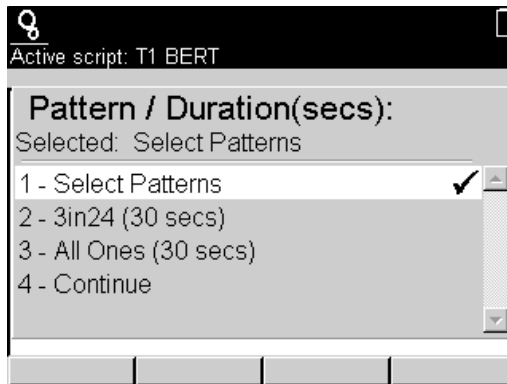 Active script: T1 BERT
Pattern / Duration(secs):
Selected: Select Patterns
1 - Select Patterns
2 - 3in24 (30 secs)
3 - All Ones (30 secs)
4 - Continue